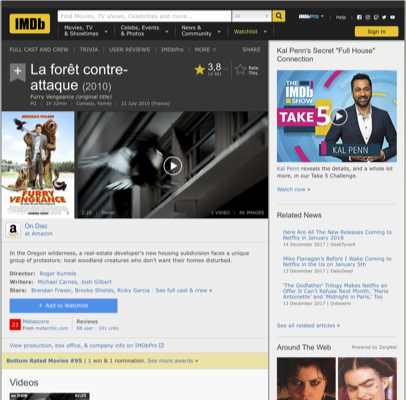 IMDb
Find Movies, TV shows, Celebrities and more...
All
IMDbPro
Help
Movies, TV
& Showtimes
Celebs, Events
& Photos
News &
Community
Watchlist
Sign in
FULL CAST AND CREW | TRIVIA | USER REVIEWS | IMDbPro | MORE
SHARE
La forêt contre-
attaque (2010)
Furry Vengeance (original title)
PG | 1h 32min | Comedy, Family | 21 July 2010 (France)
3,8
Rate
This
BRENDAN FRASER
FURRY
VENGEANCE
2:25 | Trailer
1 VIDEO | 46 IMAGES
On Disc
at Amazon
In the Oregon wilderness, a real-estate developer's new housing subdivision faces a unique
group of protestors: local woodland creatures who don't want their homes disturbed.
Director: Roger Kumble
Writers: Michael Carnes, Josh Gilbert
Stars: Brendan Fraser, Brooke Shields, Ricky Garcia | See full cast & crew »
+ Add to Watchlist
23
Metascore
From metacritic.com
Reviews
88 user | 101 critic
View production, box office, & company info on IMDbPro
Bottom Rated Movies #95 | 1 win & 1 nomination. See more awards »
Videos
Kal Penn's Secret "Full House"
Connection
THE
IMDb
SHOW
TAKE 5
KAL PENN
Kal Penn reveals the details, and a whole lot
more, in our Take 5 Challenge.
Watch now »
Related News
Here Are All the New Releases Coming to
Netflix in January 2018
14 December 2017 | GeekTyrant
Mike Flanagan's Before I Wake Coming to
Netflix in the Us on January 5th
13 December 2017 | DailyDead
'The Godfather' Trilogy Makes Netflix an
Offer It Can't Refuse Next Month; 'Marie
Antoinette' and 'Midnight in Paris,' Too
13 December 2017 | Indiewire
See all related articles »
Around The Web
Powered by ZergNet